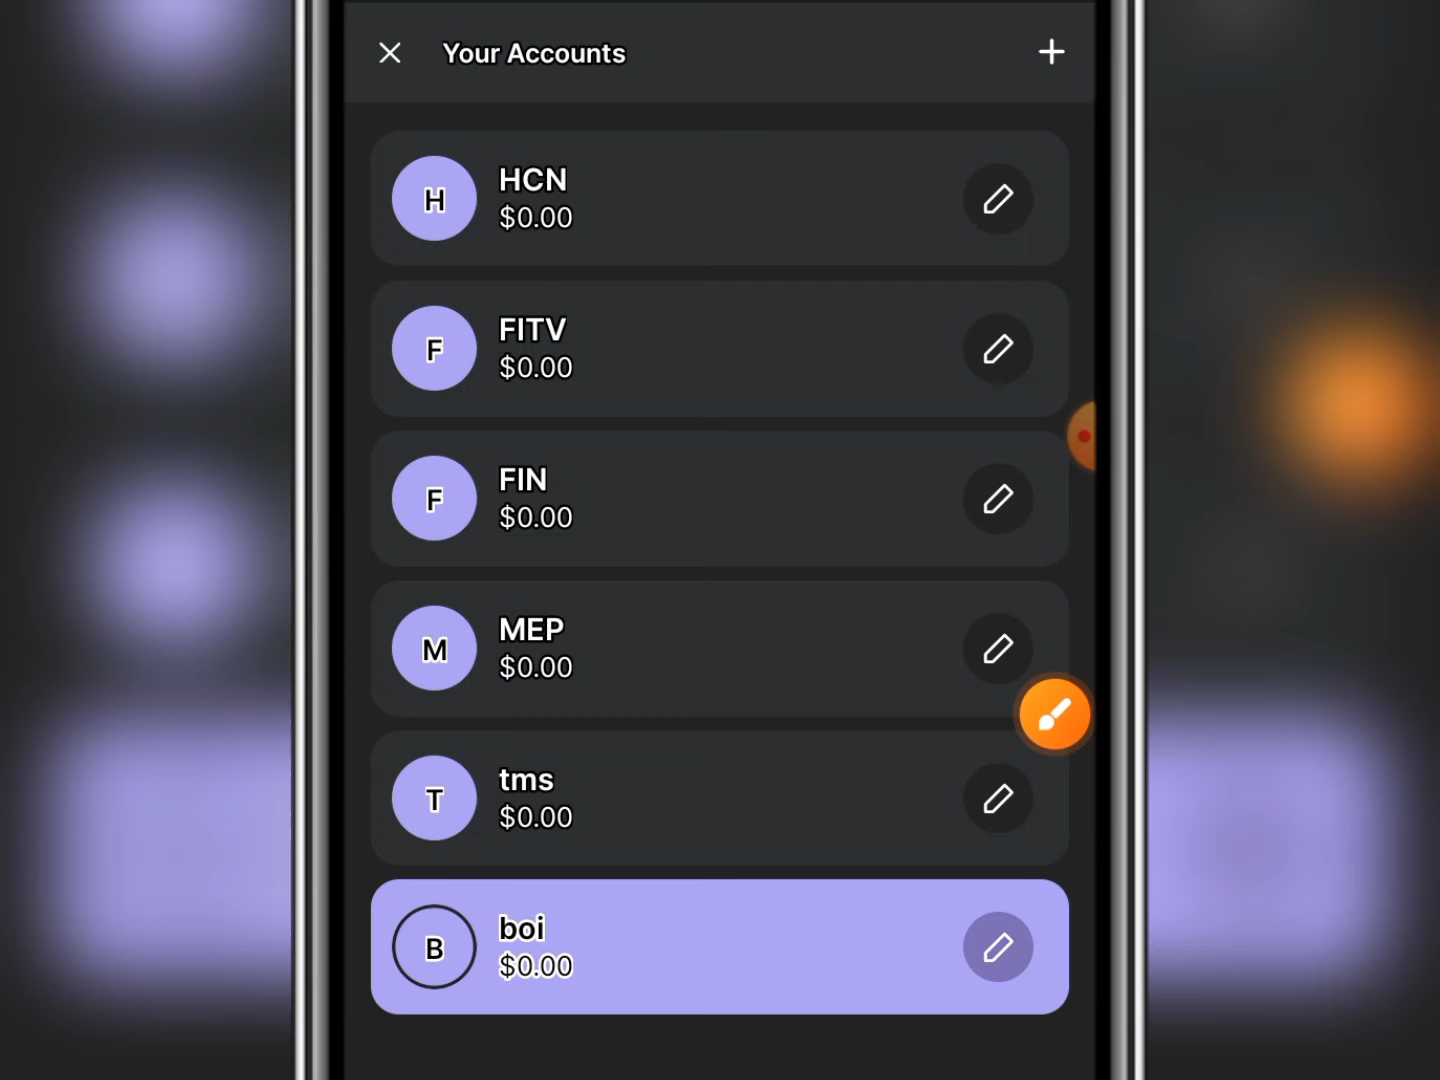 Your Accounts
H
HCN
$0.00
F
FITV
$0.00
F
FIN
$0.00
M
MEP
$0.00
T
tms
$0.00
B
boi
$0.00